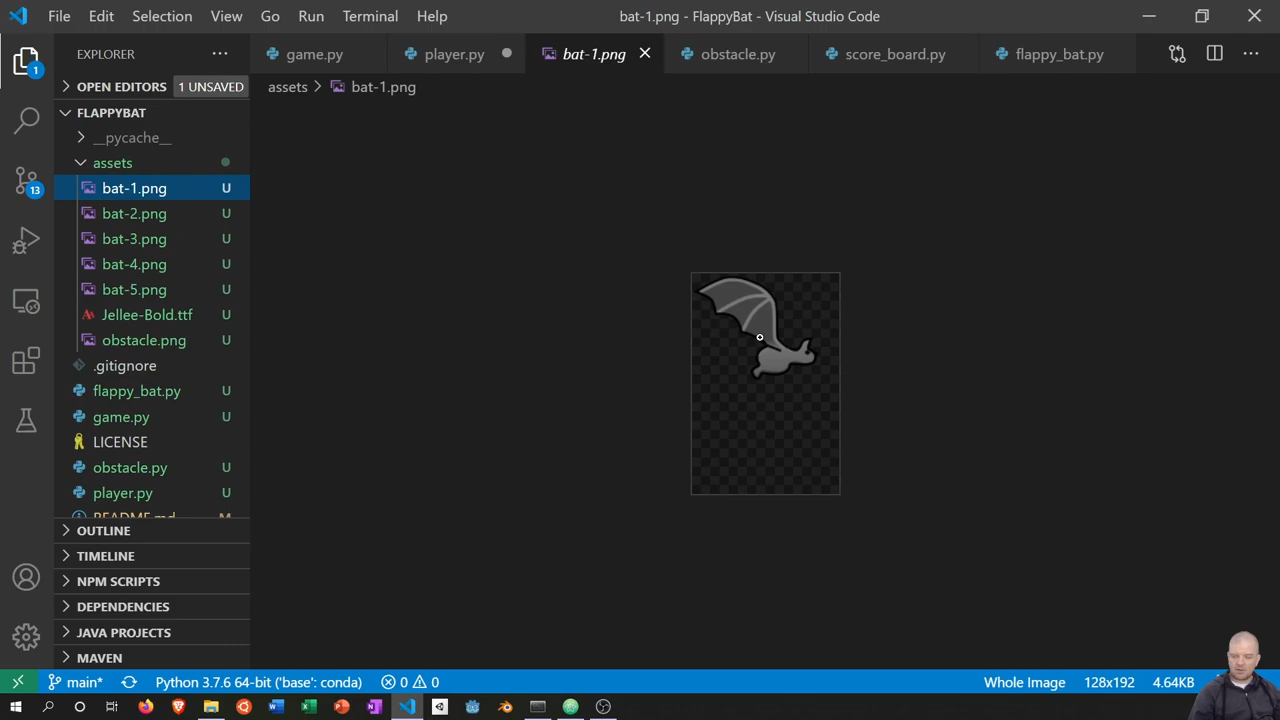 File Edit Selection View Go Run Terminal Help bat-1.png - FlappyBat - Visual Studio Code
EXPLORER ··· game.py player.py bat-1.png obstacle.py score_board.py flappy_bat.py ···
1
OPEN EDITORS 1 UNSAVED assets > bat-1.png
FLAPPYBAT
__pycache__
assets
bat-1.png U
13
bat-2.png U
bat-3.png U
bat-4.png U
bat-5.png U
Jellee-Bold.ttf U
obstacle.png U
.gitignore
flappy_bat.py U
game.py U
LICENSE
obstacle.py U
player.py U
README.md M
OUTLINE
TIMELINE
NPM SCRIPTS
DEPENDENCIES
JAVA PROJECTS
MAVEN
main* Python 3.7.6 64-bit ('base': conda) 0 0 Whole Image 128x192 4.64KB